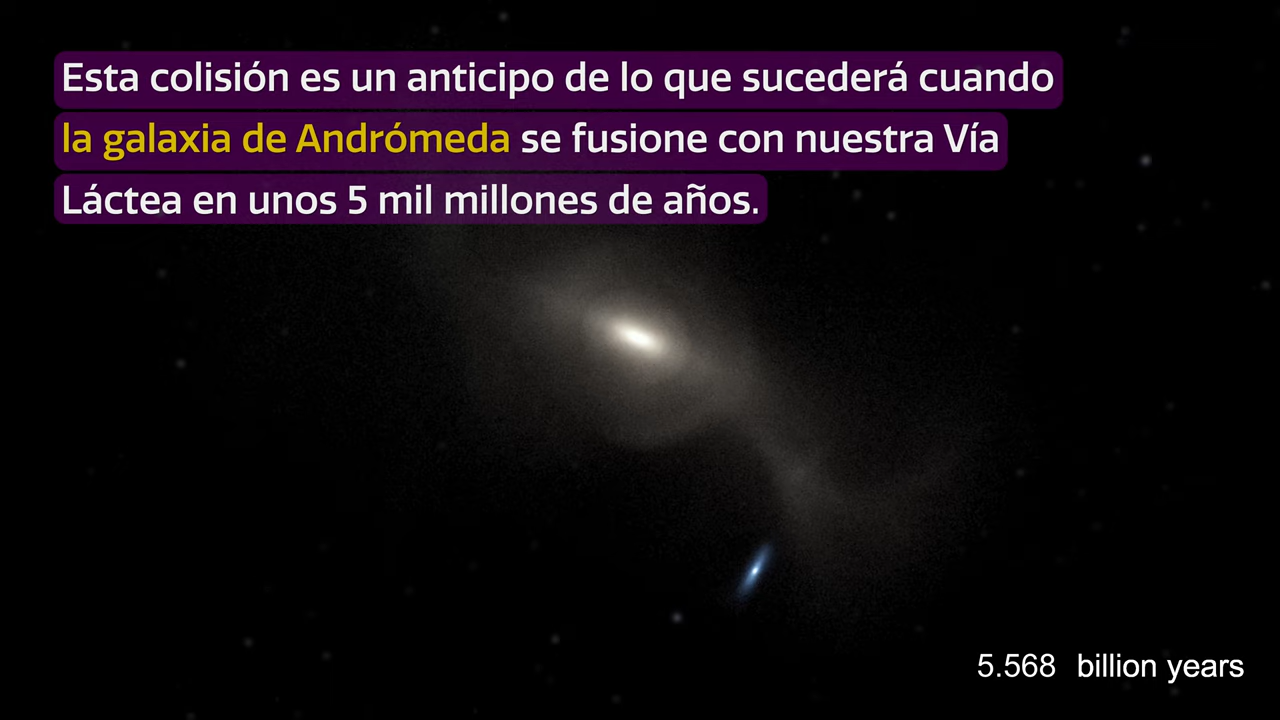 Esta colisión es un anticipo de lo que sucederá cuando
la galaxia de Andrómeda se fusione con nuestra Vía
Láctea en unos 5 mil millones de años.
5.568 billion years